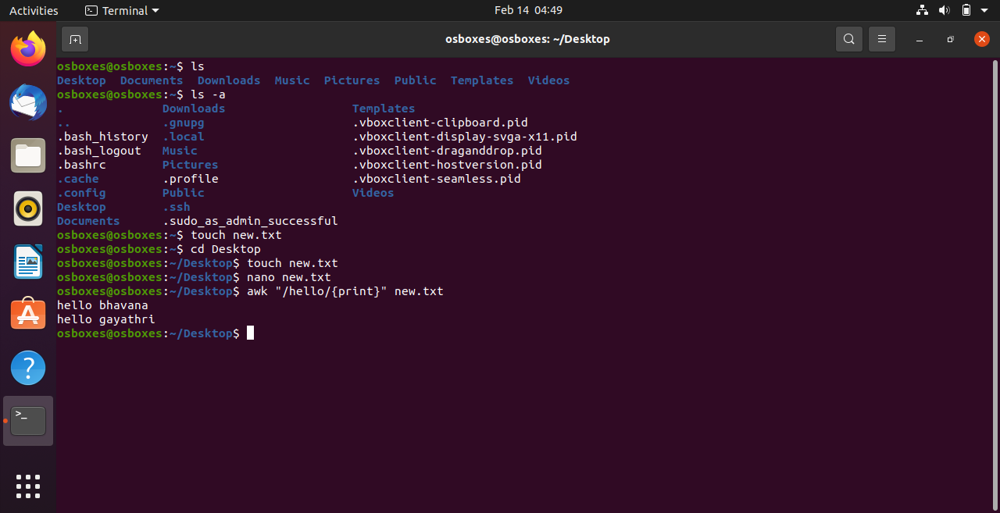 Activities Terminal Feb 14 04:49
osboxes@osboxes: ~/Desktop
osboxes@osboxes:~$ ls
Desktop Documents Downloads Music Pictures Public Templates Videos
osboxes@osboxes:~$ ls -a
. Downloads Templates
.. .gnupg .vboxclient-clipboard.pid
.bash_history .local .vboxclient-display-svga-x11.pid
.bash_logout Music .vboxclient-draganddrop.pid
.bashrc Pictures .vboxclient-hostversion.pid
.cache .profile .vboxclient-seamless.pid
.config Public Videos
Desktop .ssh
Documents .sudo_as_admin_successful
osboxes@osboxes:~$ touch new.txt
osboxes@osboxes:~$ cd Desktop
osboxes@osboxes:~/Desktop$ touch new.txt
osboxes@osboxes:~/Desktop$ nano new.txt
osboxes@osboxes:~/Desktop$ awk "/hello/{print}" new.txt
hello bhavana
hello gayathri
osboxes@osboxes:~/Desktop$